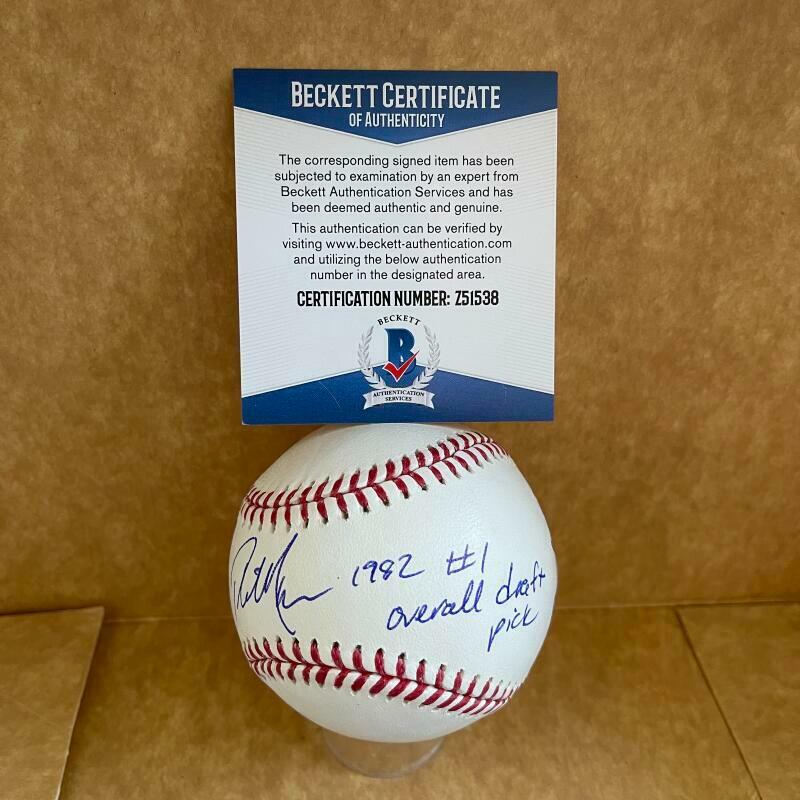 BECKETT CERTIFICATE
OF AUTHENTICITY
The corresponding signed item has been
subjected to examination by an expert from
Beckett Authentication Services and has
been deemed authentic and genuine.
This authentication can be verified by
visiting www.beckett-authentication.com
and utilizing the below authentication
number in the designated area.
CERTIFICATION NUMBER: Z51538
BECKETT
B
AUTHENTICATION
SERVICES
1982 #1
overall draft
pick